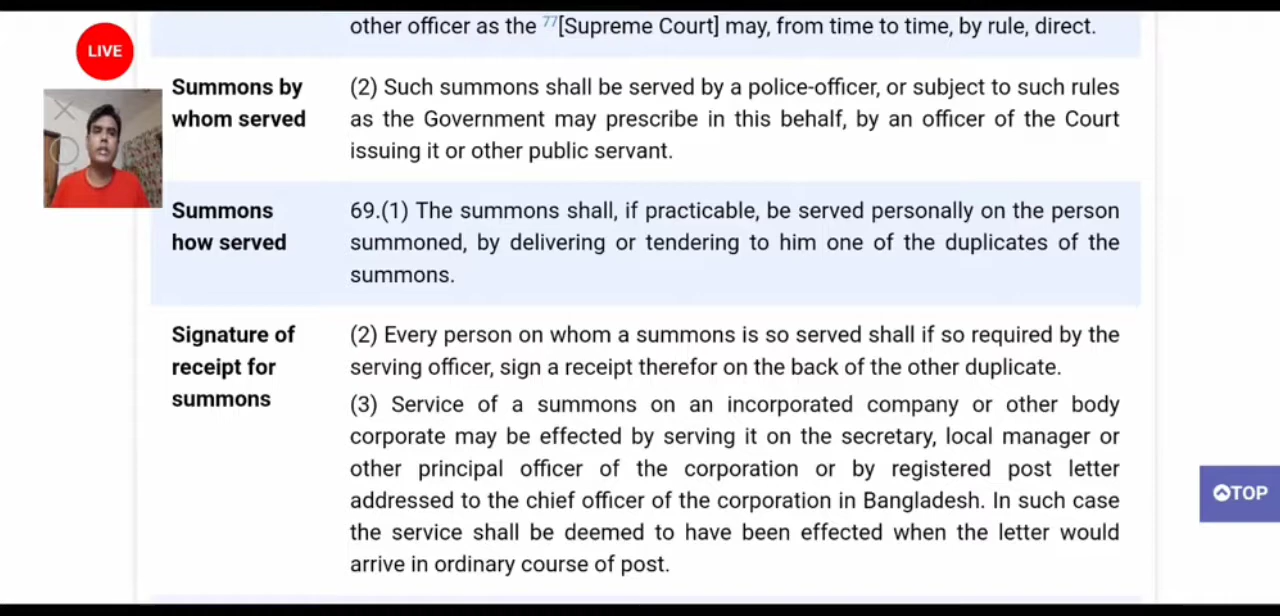 other officer as the 77[Supreme Court] may, from time to time, by rule, direct.
LIVE
Summons by
whom served
(2) Such summons shall be served by a police-officer, or subject to such rules
as the Government may prescribe in this behalf, by an officer of the Court
issuing it or other public servant.
Summons
how served
69.(1) The summons shall, if practicable, be served personally on the person
summoned, by delivering or tendering to him one of the duplicates of the
summons.
Signature of
receipt for
summons
(2) Every person on whom a summons is so served shall if so required by the
serving officer, sign a receipt therefor on the back of the other duplicate.
(3) Service of a summons on an incorporated company or other body
corporate may be effected by serving it on the secretary, local manager or
other principal officer of the corporation or by registered post letter
addressed to the chief officer of the corporation in Bangladesh. In such case
the service shall be deemed to have been effected when the letter would
arrive in ordinary course of post.
TOP